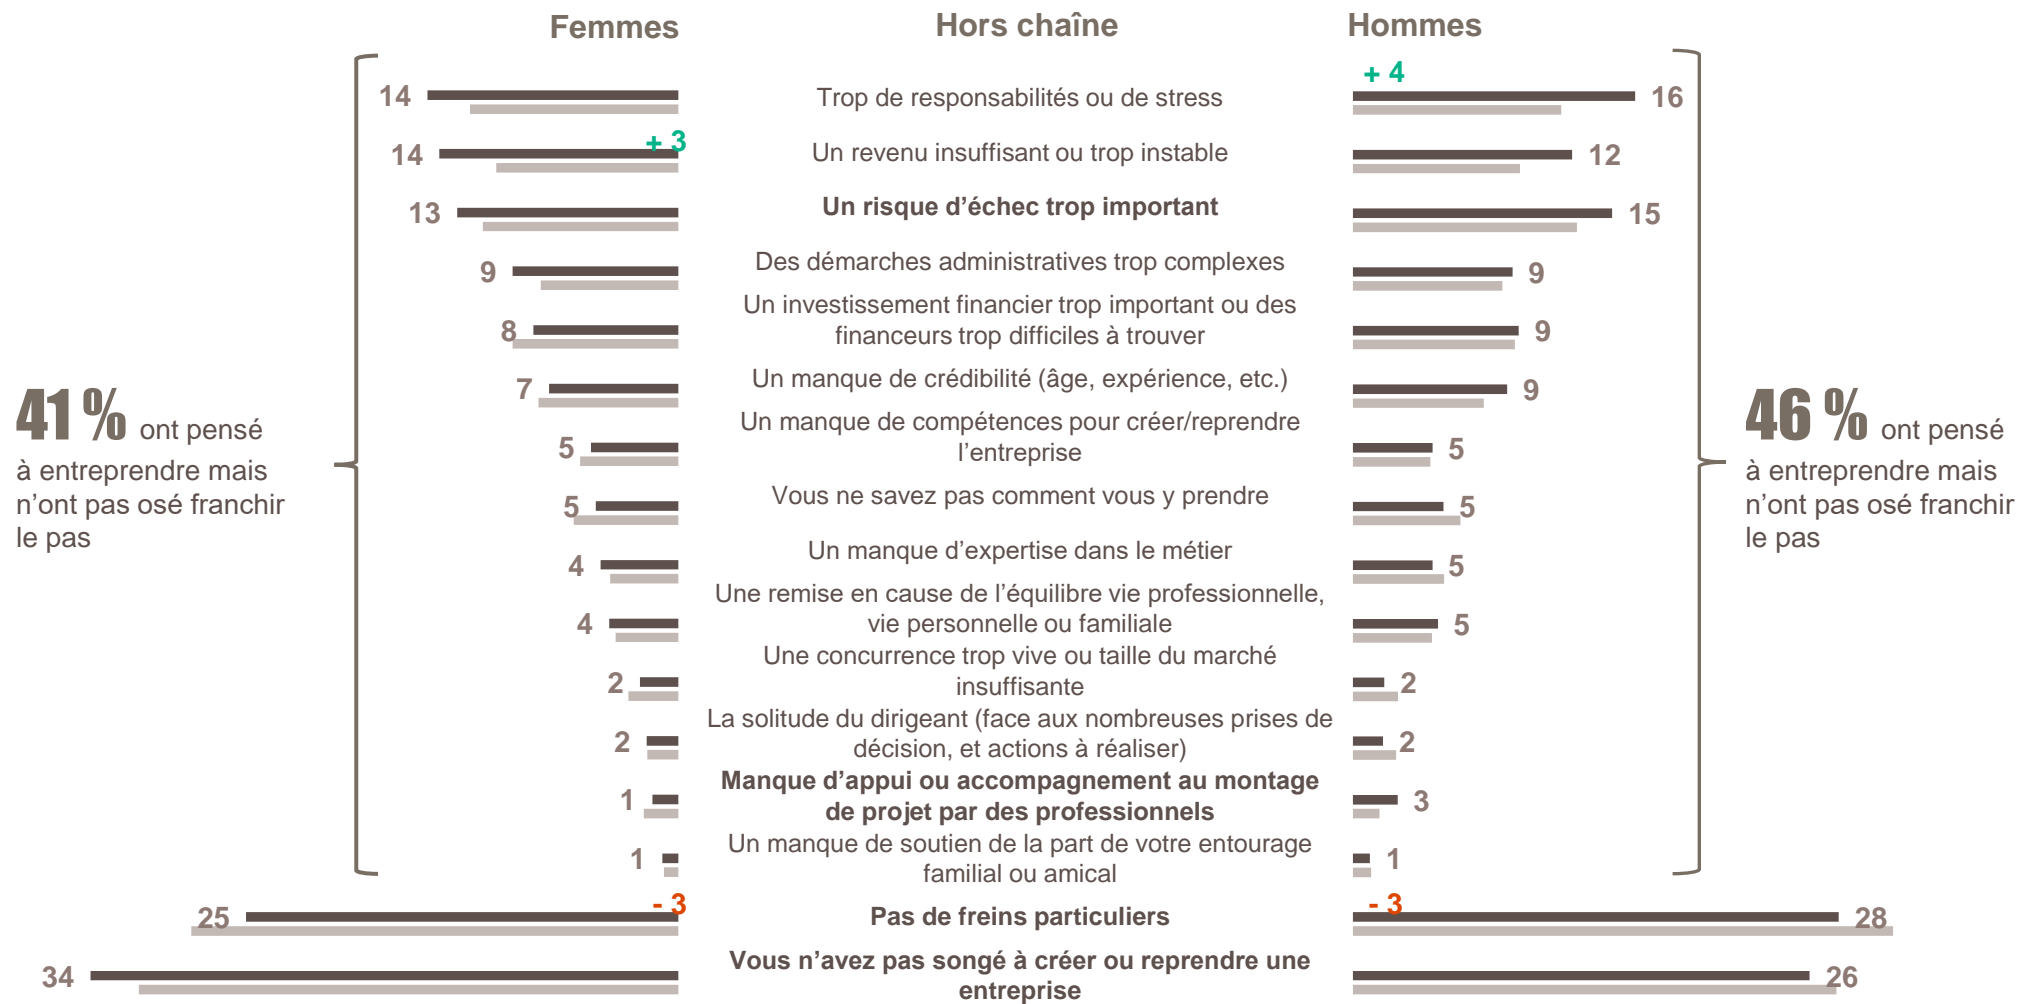 Femmes
Hors chaîne
Hommes
+ 4
14
Trop de responsabilités ou de stress
16
+ 3
14
Un revenu insuffisant ou trop instable
12
13
Un risque d’échec trop important
15
9
Des démarches administratives trop complexes
9
8
Un investissement financier trop important ou des
financeurs trop difficiles à trouver
9
7
Un manque de crédibilité (âge, expérience, etc.)
9
5
Un manque de compétences pour créer/reprendre
l’entreprise
5
5
Vous ne savez pas comment vous y prendre
5
4
Un manque d’expertise dans le métier
5
4
Une remise en cause de l’équilibre vie professionnelle,
vie personnelle ou familiale
5
2
Une concurrence trop vive ou taille du marché
insuffisante
2
2
La solitude du dirigeant (face aux nombreuses prises de
décision, et actions à réaliser)
2
1
Manque d’appui ou accompagnement au montage
de projet par des professionnels
3
1
Un manque de soutien de la part de votre entourage
familial ou amical
1
- 3
- 3
25
Pas de freins particuliers
28
34
Vous n’avez pas songé à créer ou reprendre une
entreprise
26
41 % ont pensé
à entreprendre mais
n’ont pas osé franchir
le pas
46 % ont pensé
à entreprendre mais
n’ont pas osé franchir
le pas